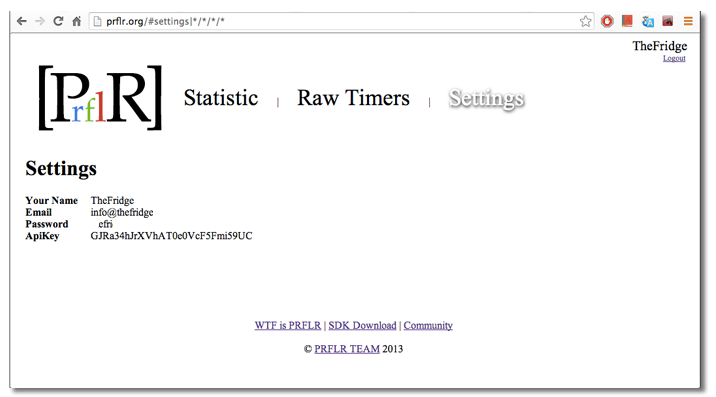 prflr.org/#settings|*/*/*/*
TheFridge
Logout
[PrflR]
Statistic | Raw Timers | Settings
Settings
Your Name TheFridge
Email info@thefridge
Password efri
ApiKey GJRa34hJrXVhAT0e0VcF5Fmi59UC
WTF is PRFLR | SDK Download | Community
© PRFLR TEAM 2013